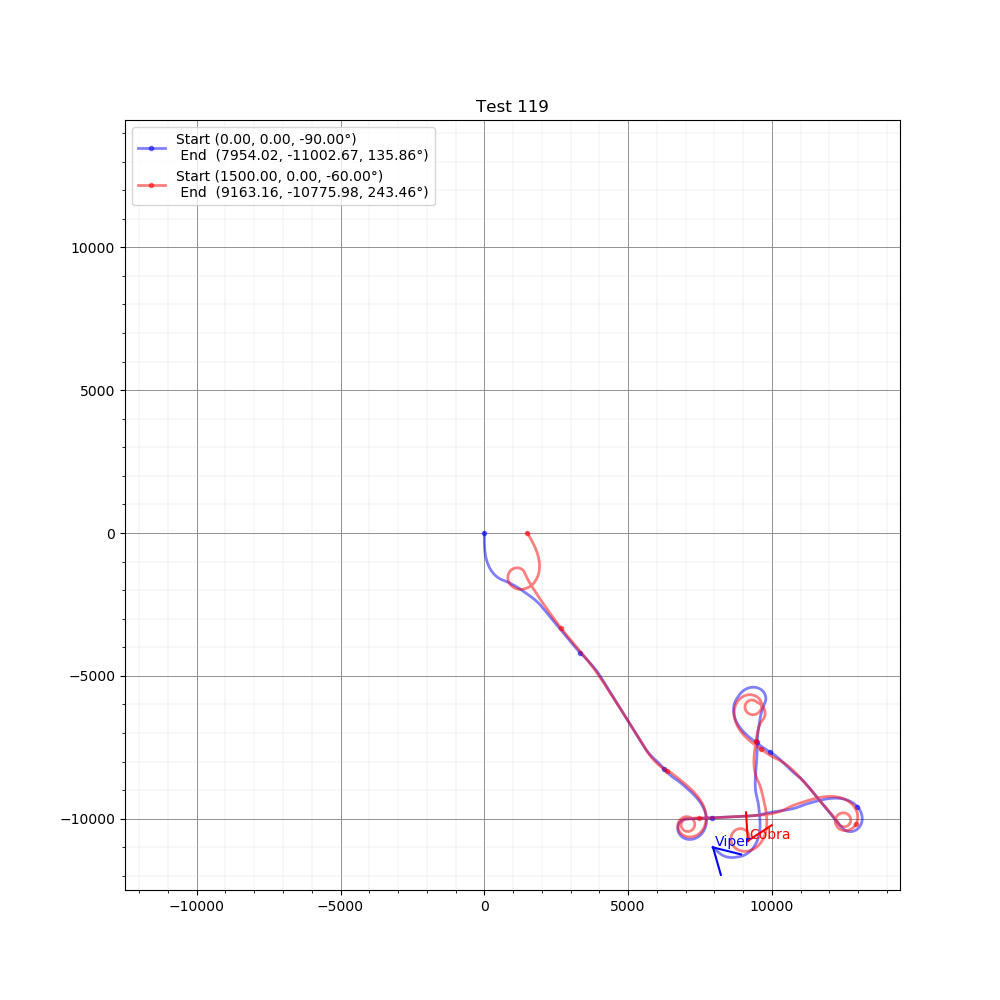 Test 119
Start (0.00, 0.00, -90.00°)
End (7954.02, -11002.67, 135.86°)
Start (1500.00, 0.00, -60.00°)
End (9163.16, -10775.98, 243.46°)
10000
5000
0
−5000
−10000
Viper
Cobra
−10000
−5000
0
5000
10000